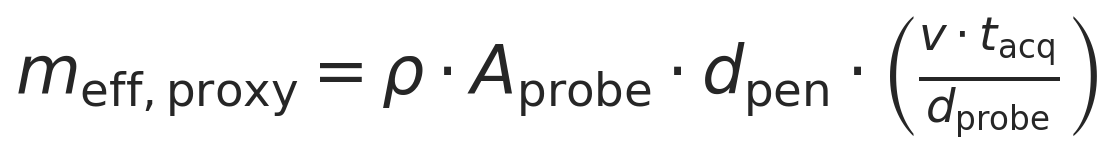 m_eff, proxy = ρ · A_probe · d_pen · (v · t_acq / d_probe)